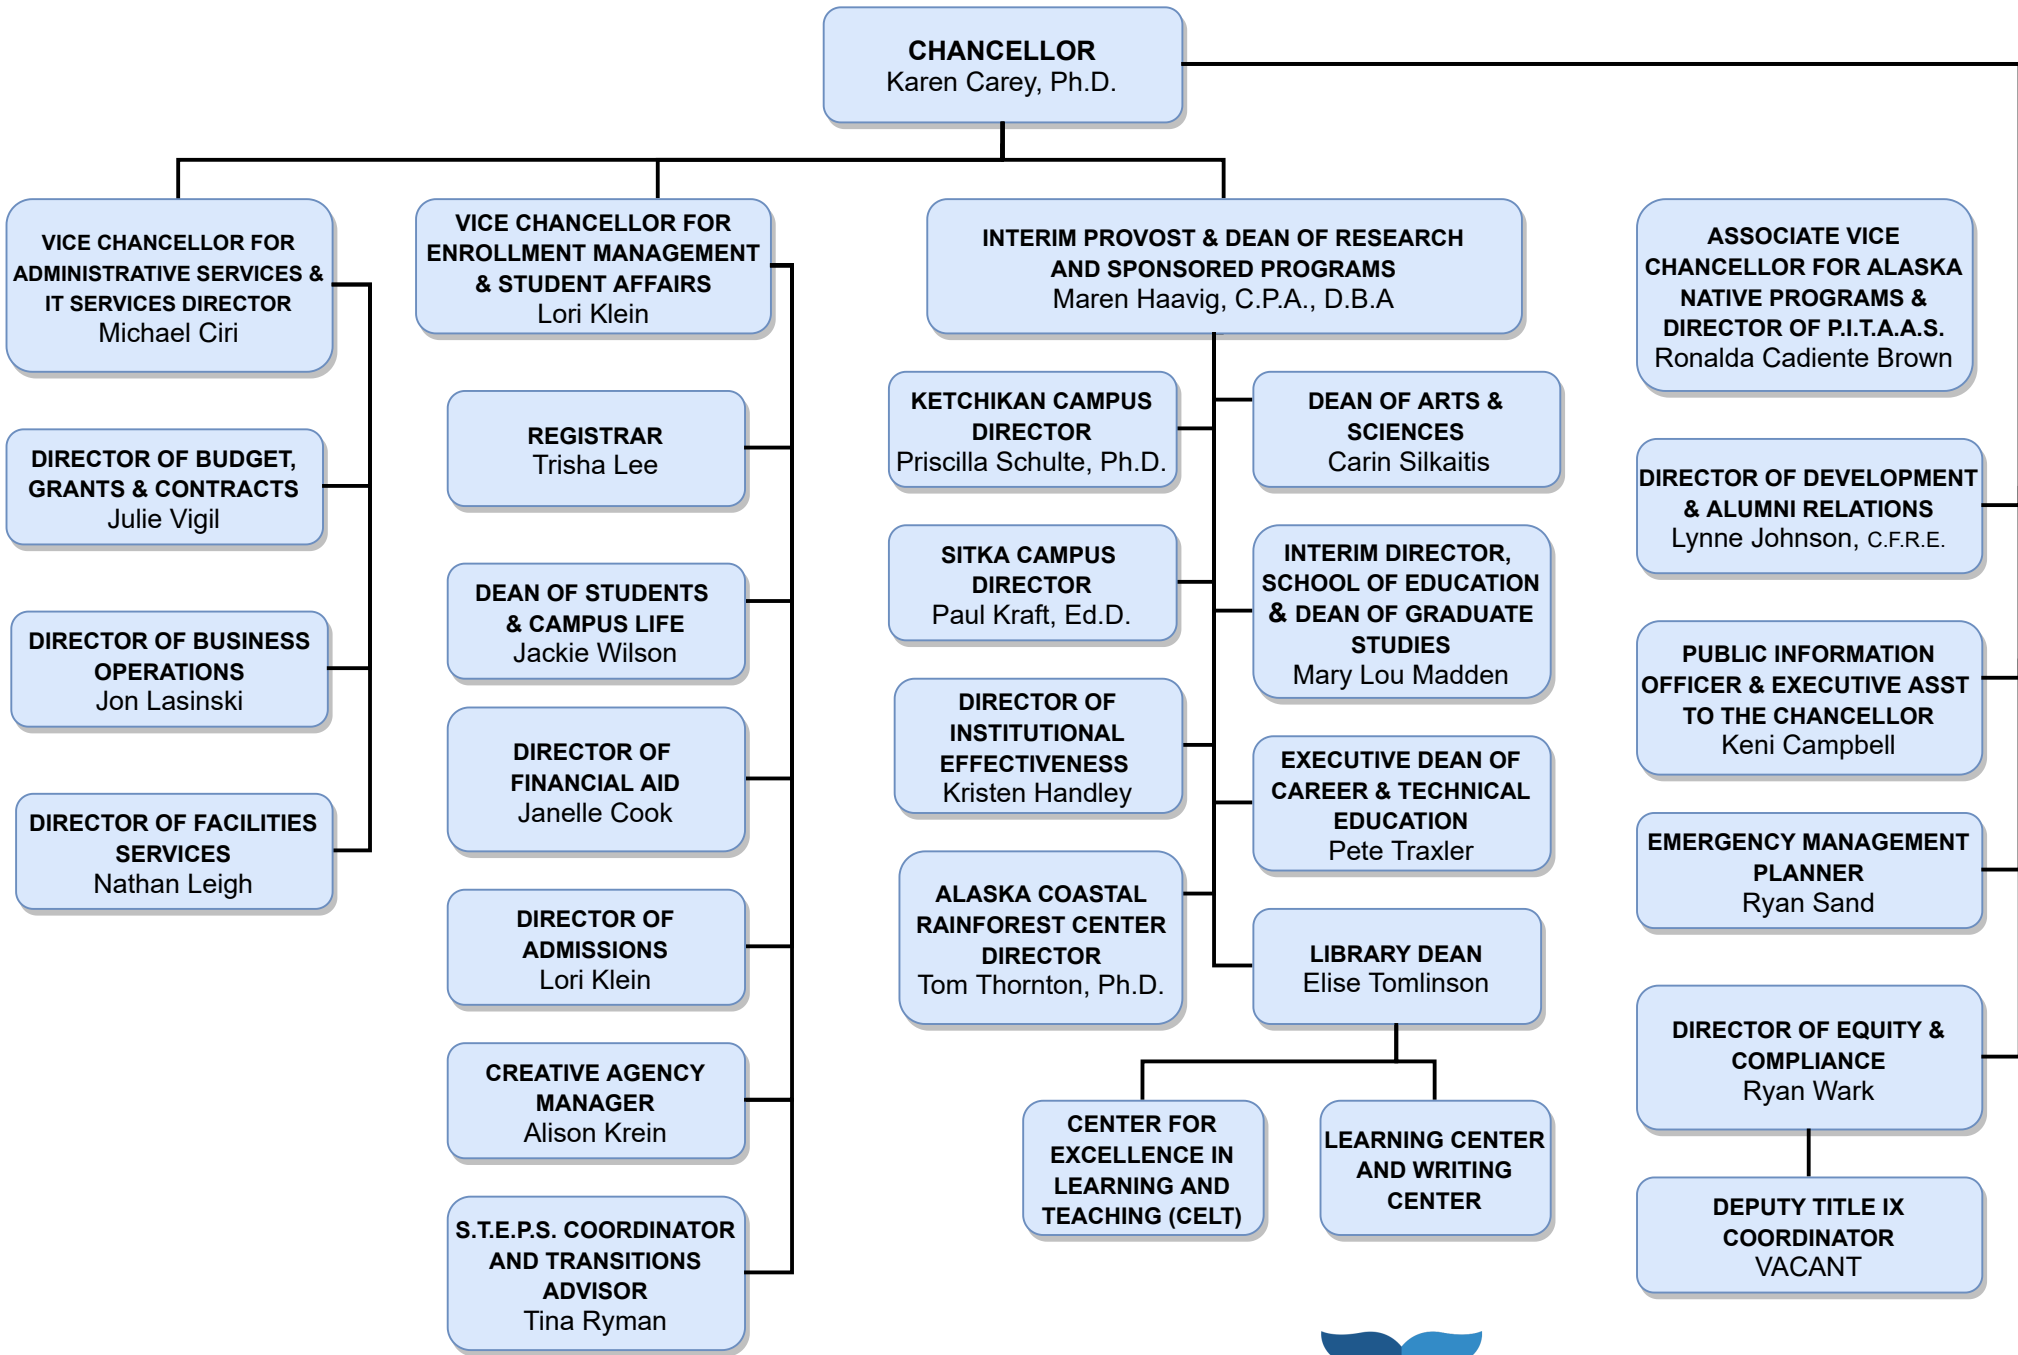 CHANCELLOR
Karen Carey, Ph.D.
VICE CHANCELLOR FOR
ADMINISTRATIVE SERVICES &
IT SERVICES DIRECTOR
Michael Ciri
DIRECTOR OF BUDGET,
GRANTS & CONTRACTS
Julie Vigil
DIRECTOR OF BUSINESS
OPERATIONS
Jon Lasinski
DIRECTOR OF FACILITIES
SERVICES
Nathan Leigh
VICE CHANCELLOR FOR
ENROLLMENT MANAGEMENT
& STUDENT AFFAIRS
Lori Klein
REGISTRAR
Trisha Lee
DEAN OF STUDENTS
& CAMPUS LIFE
Jackie Wilson
DIRECTOR OF
FINANCIAL AID
Janelle Cook
DIRECTOR OF
ADMISSIONS
Lori Klein
CREATIVE AGENCY
MANAGER
Alison Krein
S.T.E.P.S. COORDINATOR
AND TRANSITIONS
ADVISOR
Tina Ryman
INTERIM PROVOST & DEAN OF RESEARCH
AND SPONSORED PROGRAMS
Maren Haavig, C.P.A., D.B.A
KETCHIKAN CAMPUS
DIRECTOR
Priscilla Schulte, Ph.D.
SITKA CAMPUS
DIRECTOR
Paul Kraft, Ed.D.
DIRECTOR OF
INSTITUTIONAL
EFFECTIVENESS
Kristen Handley
ALASKA COASTAL
RAINFOREST CENTER
DIRECTOR
Tom Thornton, Ph.D.
DEAN OF ARTS &
SCIENCES
Carin Silkaitis
INTERIM DIRECTOR,
SCHOOL OF EDUCATION
& DEAN OF GRADUATE
STUDIES
Mary Lou Madden
EXECUTIVE DEAN OF
CAREER & TECHNICAL
EDUCATION
Pete Traxler
LIBRARY DEAN
Elise Tomlinson
CENTER FOR
EXCELLENCE IN
LEARNING AND
TEACHING (CELT)
LEARNING CENTER
AND WRITING
CENTER
ASSOCIATE VICE
CHANCELLOR FOR ALASKA
NATIVE PROGRAMS &
DIRECTOR OF P.I.T.A.A.S.
Ronalda Cadiente Brown
DIRECTOR OF DEVELOPMENT
& ALUMNI RELATIONS
Lynne Johnson, C.F.R.E.
PUBLIC INFORMATION
OFFICER & EXECUTIVE ASST
TO THE CHANCELLOR
Keni Campbell
EMERGENCY MANAGEMENT
PLANNER
Ryan Sand
DIRECTOR OF EQUITY &
COMPLIANCE
Ryan Wark
DEPUTY TITLE IX
COORDINATOR
VACANT